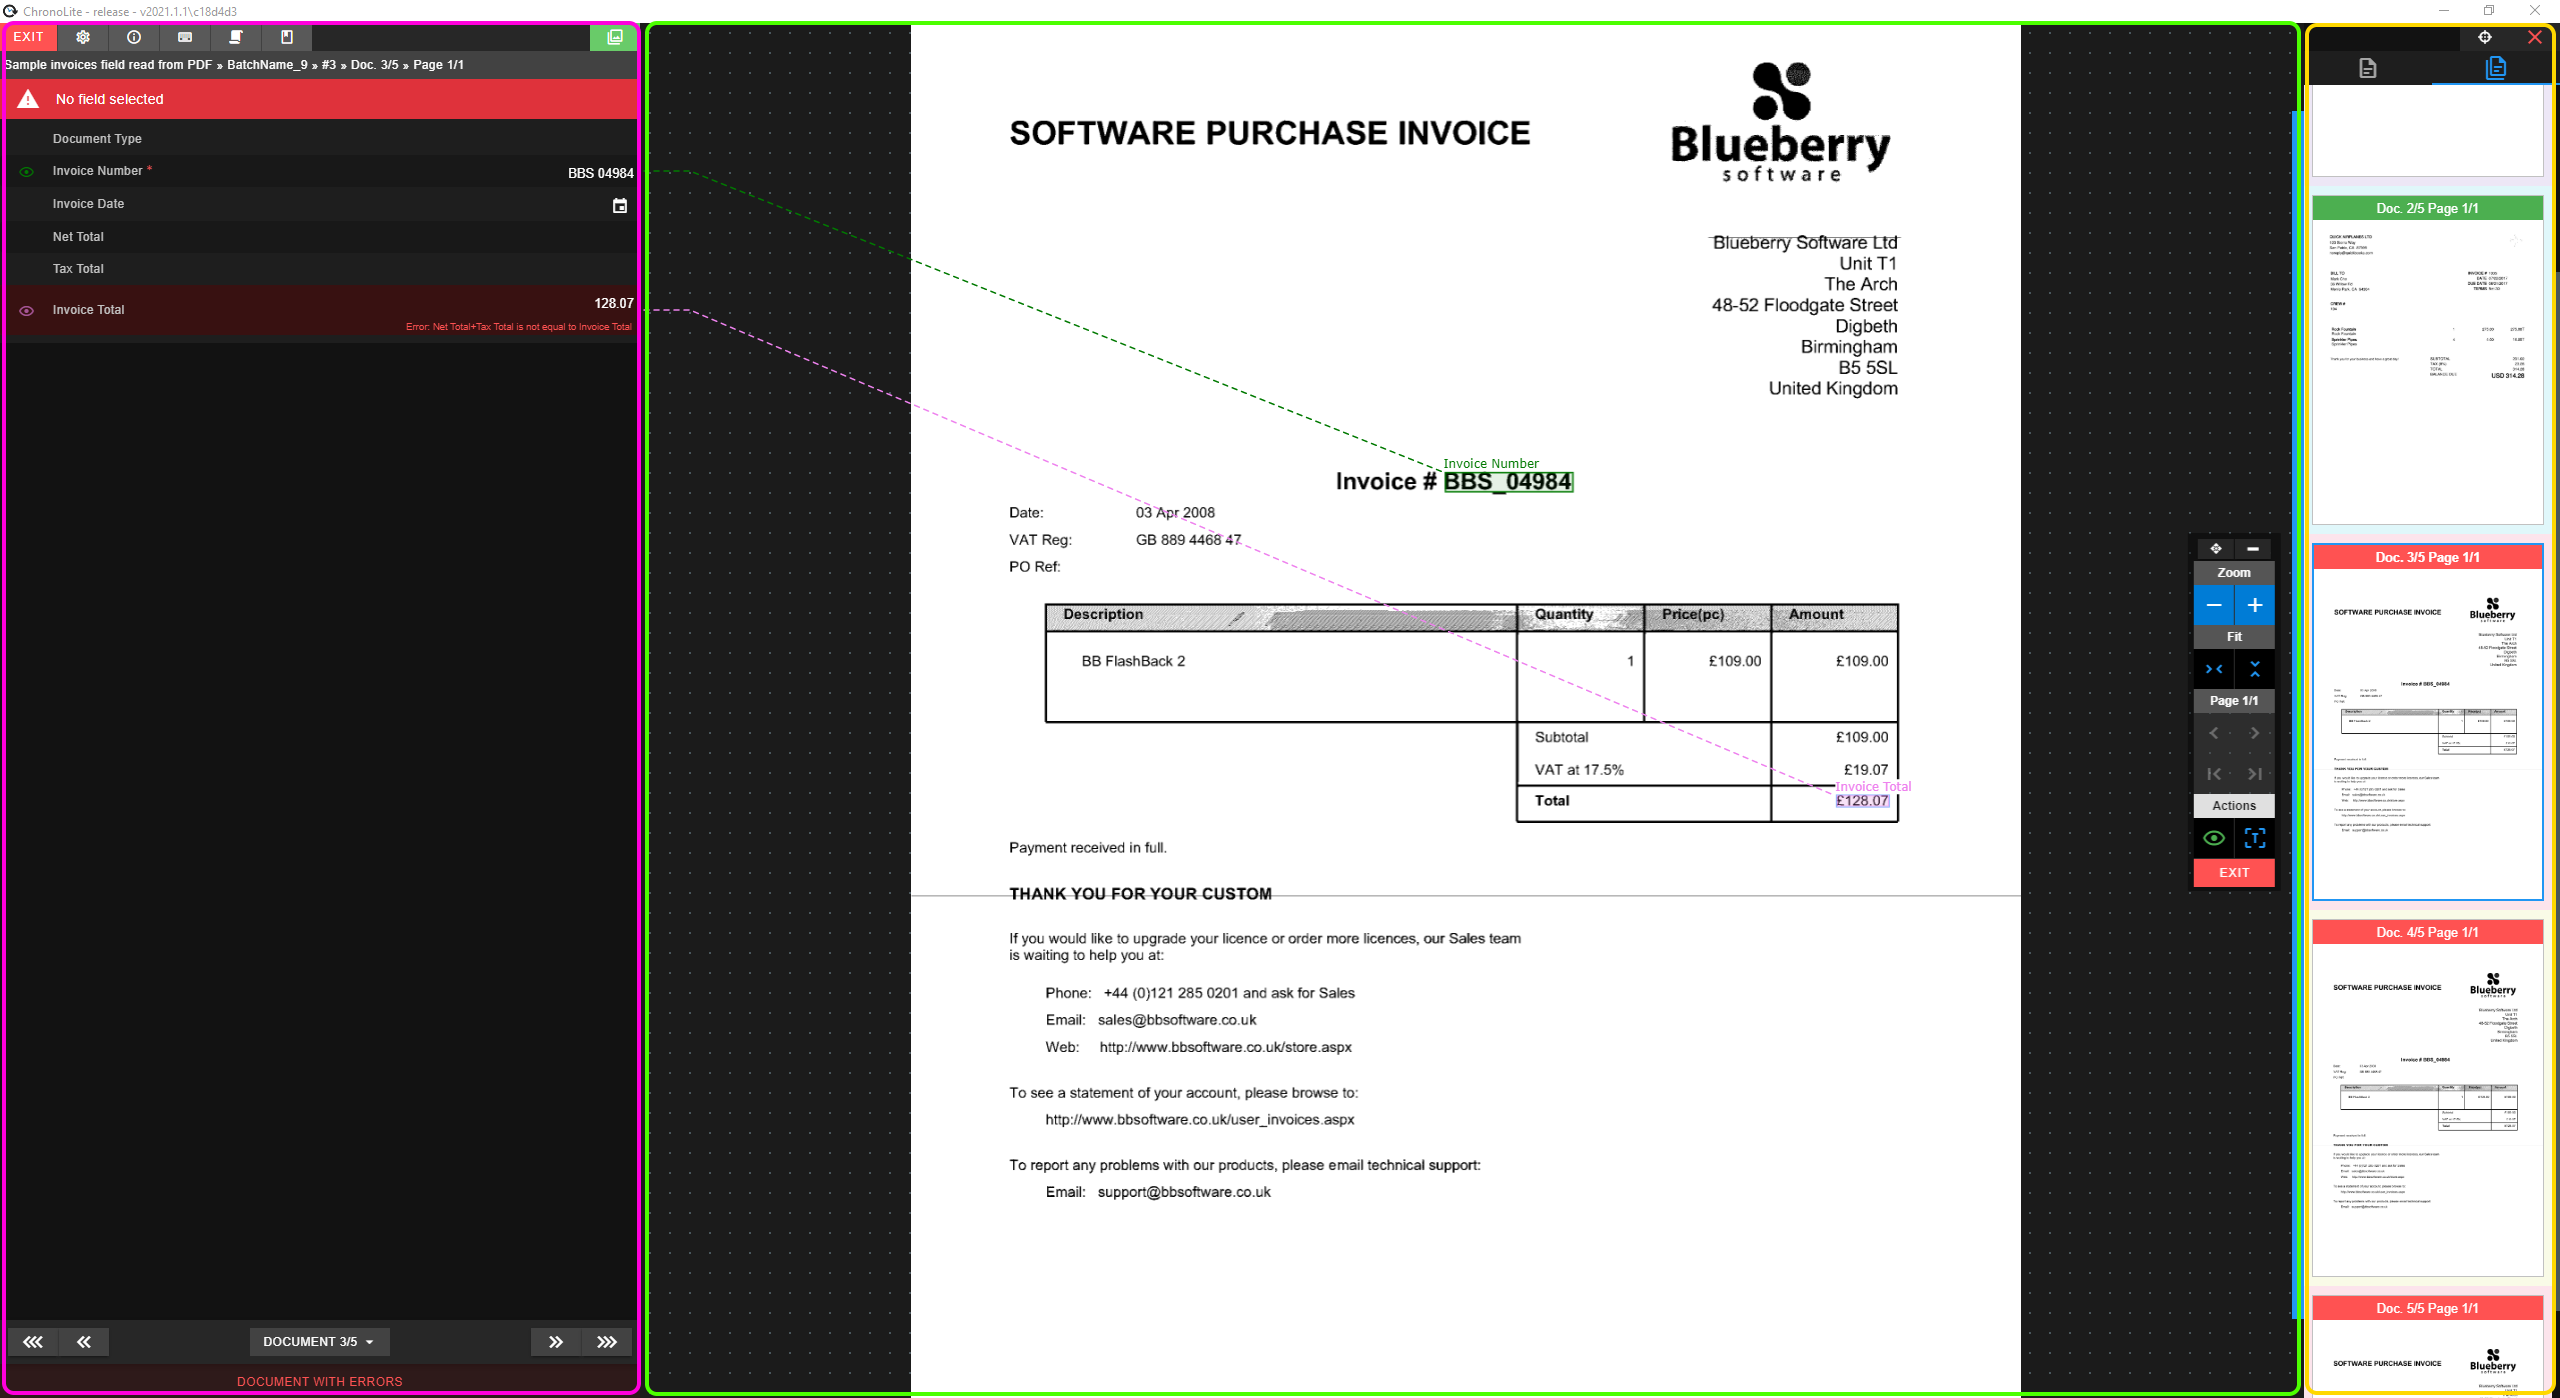 ChronoLite - release - v2021.1.1\c18d4d3
EXIT
Sample invoices field read from PDF » BatchName_9 » #3 » Doc. 3/5 » Page 1/1
No field selected
Document Type
Invoice Number * BBS 04984
Invoice Date
Net Total
Tax Total
Invoice Total 128.07
Error: Net Total+Tax Total is not equal to Invoice Total
DOCUMENT 3/5
DOCUMENT WITH ERRORS
SOFTWARE PURCHASE INVOICE
Blueberry
software
Blueberry Software Ltd
Unit T1
The Arch
48-52 Floodgate Street
Digbeth
Birmingham
B5 5SL
United Kingdom
Invoice Number
Invoice # BBS_04984
Date: 03 Apr 2008
VAT Reg: GB 889 4468 47
PO Ref:
Description Quantity Price(pc) Amount
BB FlashBack 2 1 £109.00 £109.00
Subtotal £109.00
VAT at 17.5% £19.07
Invoice Total
Total £128.07
Payment received in full.
THANK YOU FOR YOUR CUSTOM
If you would like to upgrade your licence or order more licences, our Sales team
is waiting to help you at:
Phone: +44 (0)121 285 0201 and ask for Sales
Email: sales@bbsoftware.co.uk
Web: http://www.bbsoftware.co.uk/store.aspx
To see a statement of your account, please browse to:
http://www.bbsoftware.co.uk/user_invoices.aspx
To report any problems with our products, please email technical support:
Email: support@bbsoftware.co.uk
Zoom
Fit
Page 1/1
Actions
EXIT
Doc. 2/5 Page 1/1
USD 314.28
Doc. 3/5 Page 1/1
SOFTWARE PURCHASE INVOICE
Blueberry
software
Invoice # BBS_04984
Doc. 4/5 Page 1/1
SOFTWARE PURCHASE INVOICE
Blueberry
software
Invoice # BBS_04984
Doc. 5/5 Page 1/1
SOFTWARE PURCHASE INVOICE
Blueberry